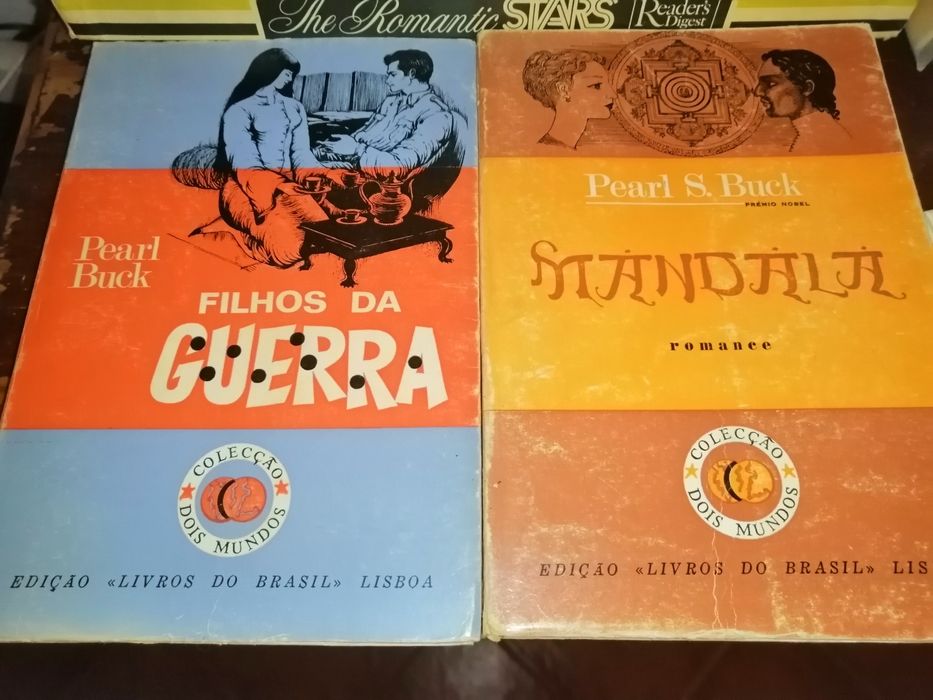 The Romantic STARS
Reader's
Digest
Pearl
Buck
FILHOS DA
GUERRA
COLECÇÃO
DOIS MUNDOS
EDIÇÃO «LIVROS DO BRASIL» LISBOA
Pearl S. Buck
PRÉMIO NOBEL
MANDALA
romance
COLECÇÃO
DOIS MUNDOS
EDIÇÃO «LIVROS DO BRASIL» LIS